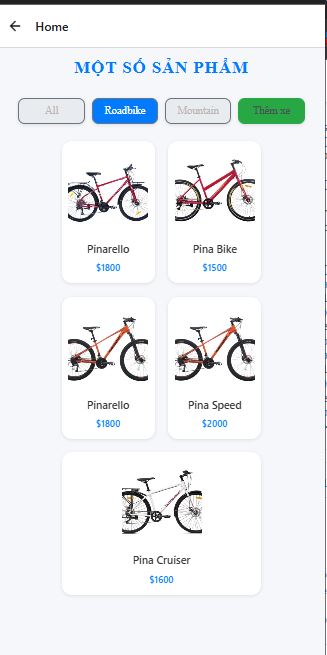 Home
MỘT SỐ SẢN PHẨM
All Roadbike Mountain Thêm xe
Pinarello Pina Bike
$1800 $1500
Pinarello Pina Speed
$1800 $2000
Pina Cruiser
$1600